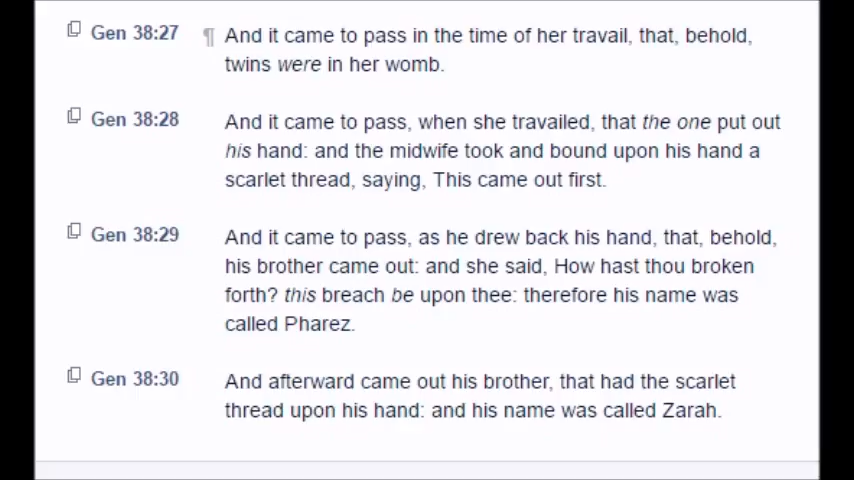 Gen 38:27 ¶ And it came to pass in the time of her travail, that, behold,
twins were in her womb.
Gen 38:28 And it came to pass, when she travailed, that the one put out
his hand: and the midwife took and bound upon his hand a
scarlet thread, saying, This came out first.
Gen 38:29 And it came to pass, as he drew back his hand, that, behold,
his brother came out: and she said, How hast thou broken
forth? this breach be upon thee: therefore his name was
called Pharez.
Gen 38:30 And afterward came out his brother, that had the scarlet
thread upon his hand: and his name was called Zarah.